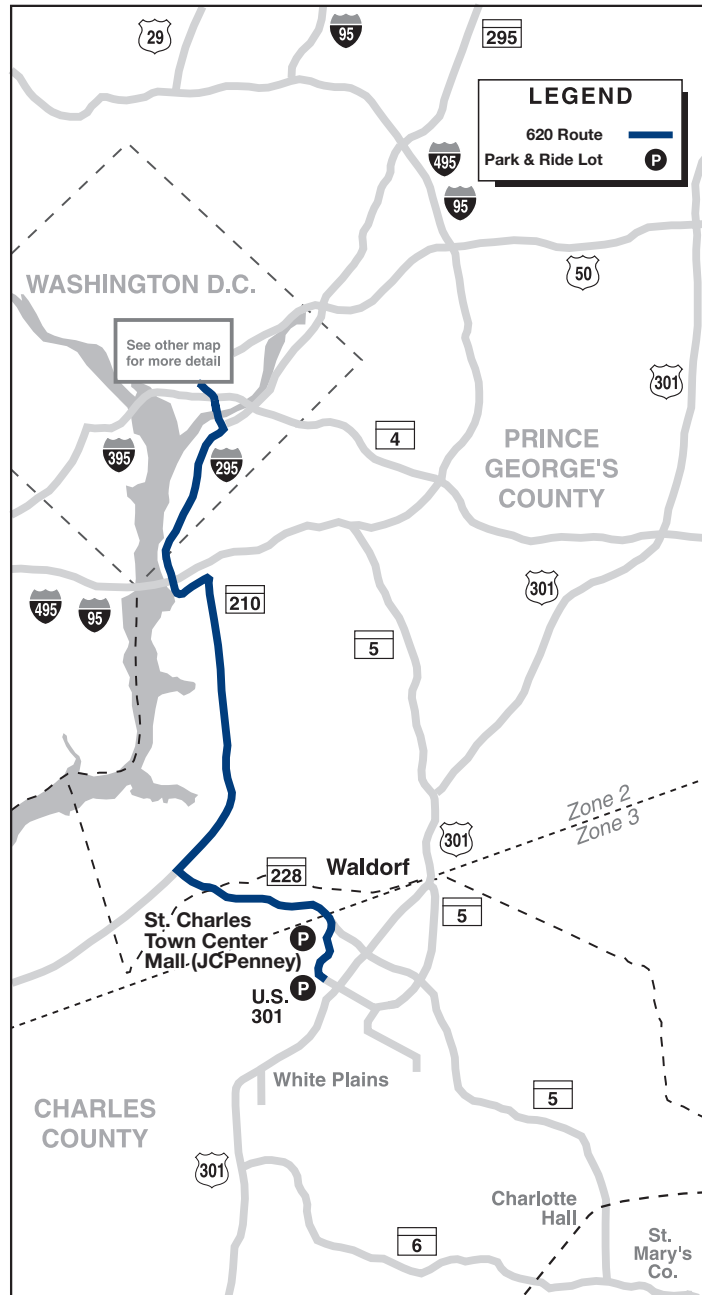 29
95
295
LEGEND
620 Route
Park & Ride Lot
P
495
95
WASHINGTON D.C.
50
See other map
for more detail
301
4
PRINCE
GEORGE'S
COUNTY
395
295
301
495
95
210
5
Zone 2
Zone 3
301
228
Waldorf
5
St. Charles
Town Center
Mall (JCPenney)
P
P
U.S.
301
White Plains
5
CHARLES
COUNTY
301
Charlotte
Hall
6
St.
Mary's
Co.